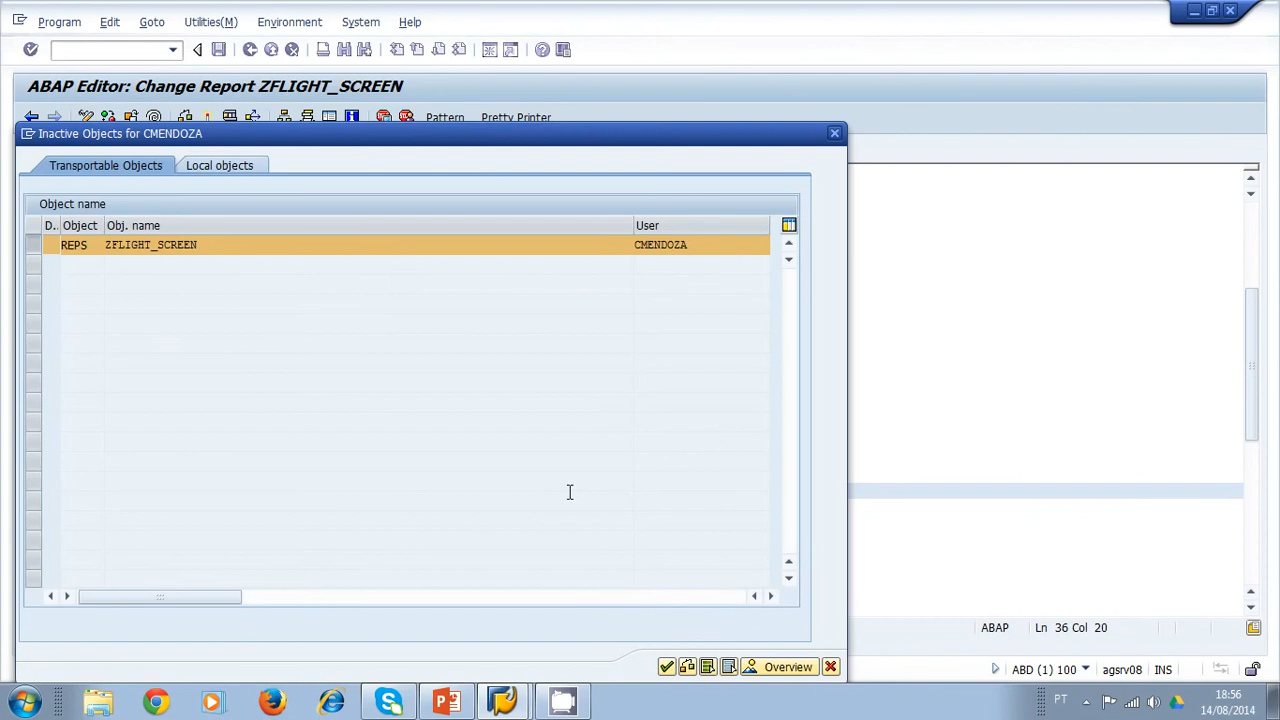 Program Edit Goto Utilities(M) Environment System Help
ABAP Editor: Change Report ZFLIGHT_SCREEN
Pattern Pretty Printer
Inactive Objects for CMENDOZA
Transportable Objects Local objects
Object name
D.. Object Obj. name User
REPS ZFLIGHT_SCREEN CMENDOZA
ABAP Ln 36 Col 20
Overview
ABD (1) 100 agsrv08 INS
PT
18:56
14/08/2014